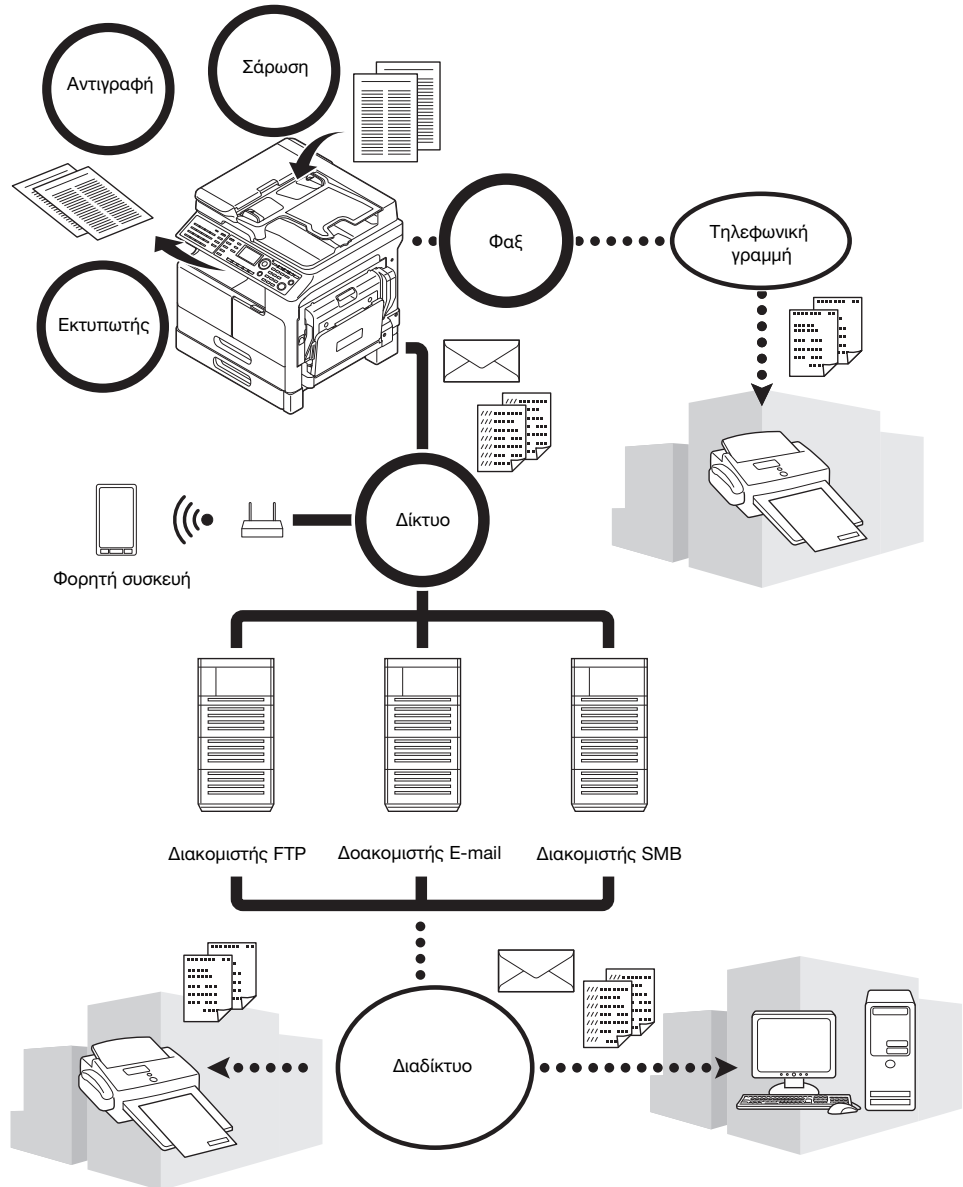 Αντιγραφή
Σάρωση
Φαξ
Τηλεφωνική
γραμμή
Εκτυπωτής
Δίκτυο
Φορητή συσκευή
Διακομιστής FTP
Δοακομιστής E-mail
Διακομιστής SMB
Διαδίκτυο